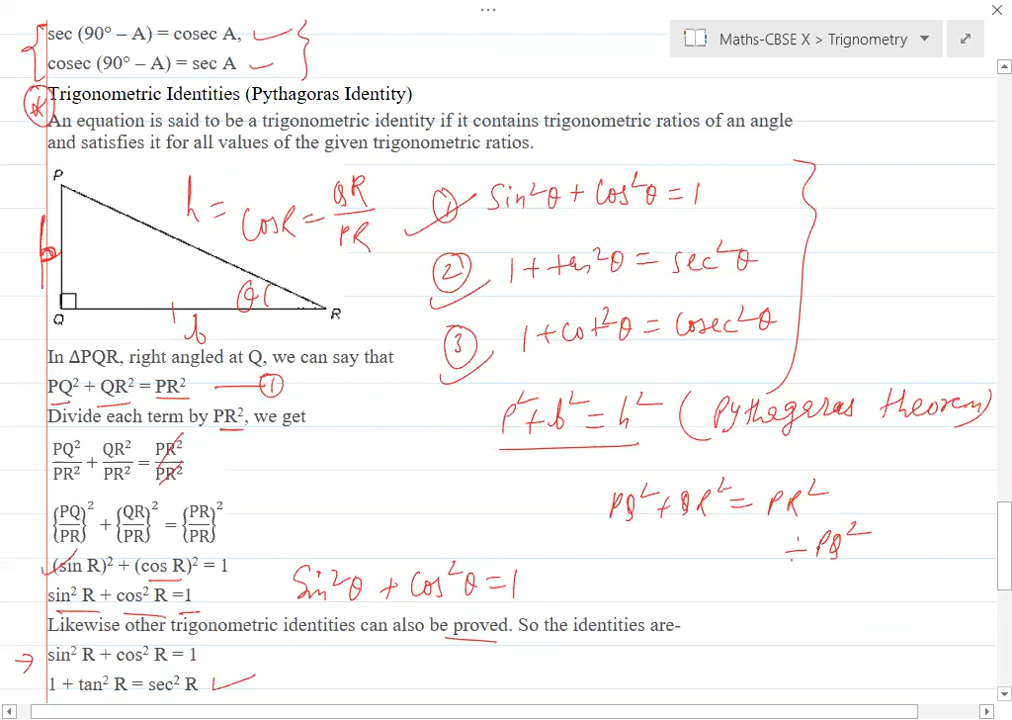 sec (90° – A) = cosec A,
Maths-CBSE X > Trignometry
cosec (90° – A) = sec A
Trigonometric Identities (Pythagoras Identity)
An equation is said to be a trigonometric identity if it contains trigonometric ratios of an angle
and satisfies it for all values of the given trigonometric ratios.
P
h = cosR = QR/PR
① Sin²θ + Cos²θ = 1
② 1 + tan²θ = sec²θ
③ 1 + Cot²θ = Cosec²θ
θ
Q
b
R
In ΔPQR, right angled at Q, we can say that
PQ² + QR² = PR² ①
p² + b² = h² (Pythagaras theorem)
Divide each term by PR², we get
PQ²/PR² + QR²/PR² = PR²/PR²
PQ² + QR² = PR²
÷ PQ²
{PQ/PR}² + {QR/PR}² = {PR/PR}²
(sin R)² + (cos R)² = 1
sin² R + cos² R =1
Sin²θ + Cos²θ = 1
Likewise other trigonometric identities can also be proved. So the identities are-
→ sin² R + cos² R = 1
1 + tan² R = sec² R